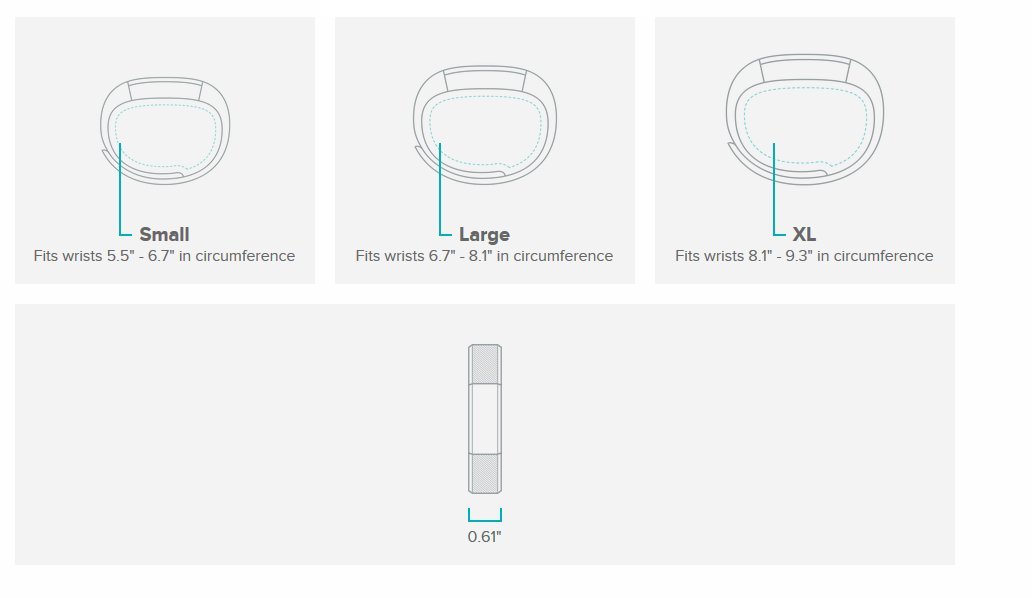 Small
Fits wrists 5.5" - 6.7" in circumference
Large
Fits wrists 6.7" - 8.1" in circumference
XL
Fits wrists 8.1" - 9.3" in circumference
0.61"